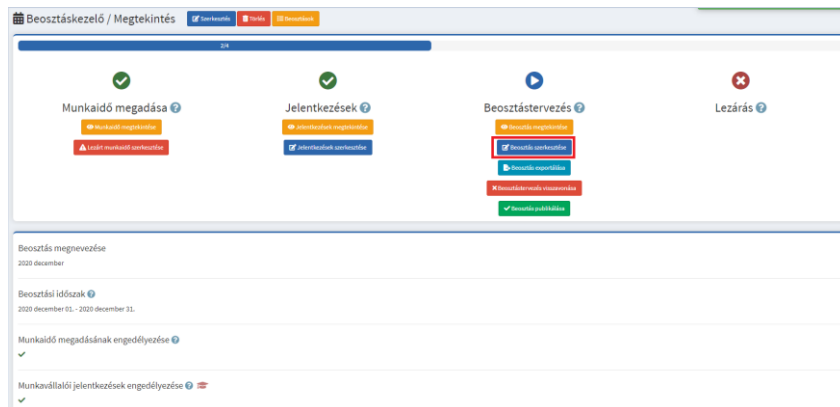 Beosztáskezelő / Megtekintés Szerkesztés Törlés Beosztások
2/4
Munkaidő megadása Jelentkezések Beosztástervezés Lezárás
Munkaidő megtekintése Jelentkezések megtekintése Beosztás megtekintése
Lezárt munkaidő szerkesztése Jelentkezések szerkesztése Beosztás szerkesztése
Beosztás exportálása
Beosztástervezés visszavonása
Beosztás publikálása
Beosztás megnevezése
2020 december
Beosztási időszak
2020 december 01. - 2020 december 31.
Munkaidő megadásának engedélyezése
Munkavállalói jelentkezések engedélyezése